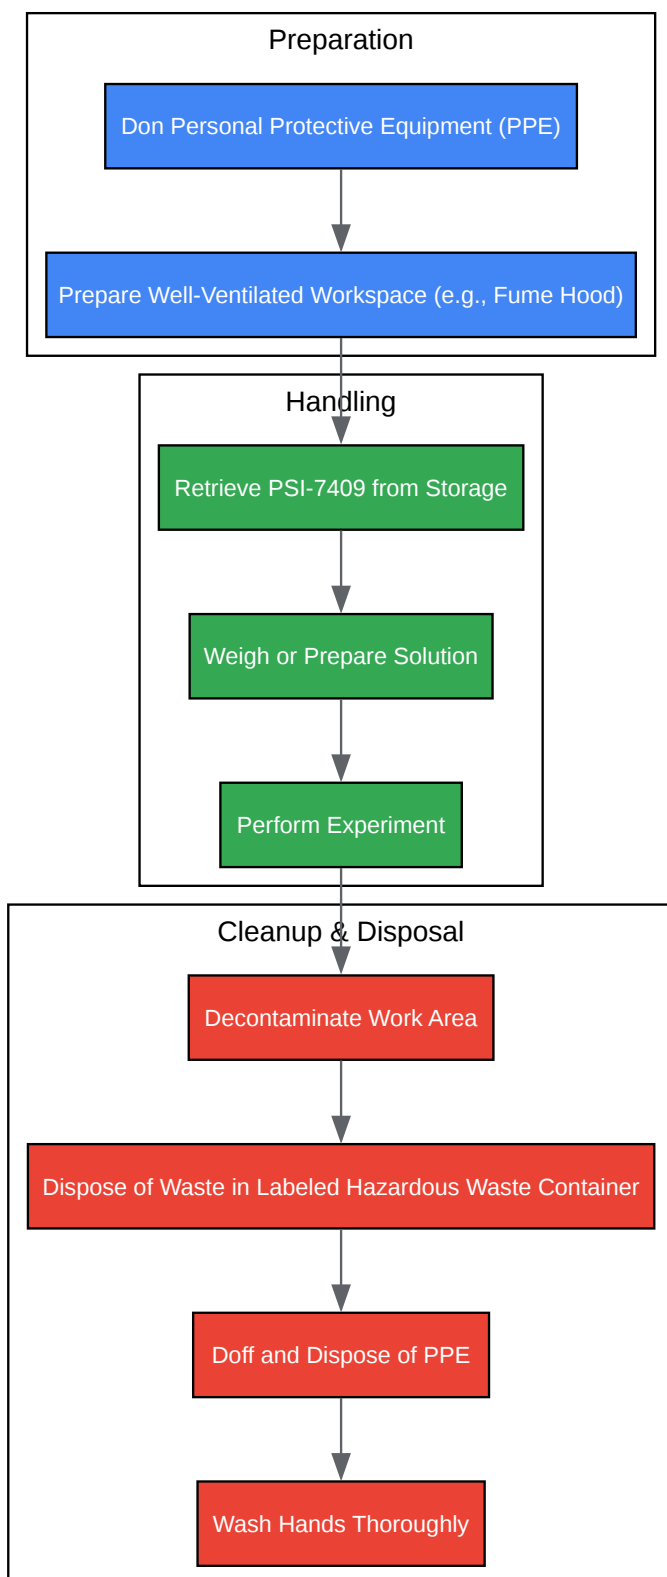 Preparation
Don Personal Protective Equipment (PPE)
Prepare Well-Ventilated Workspace (e.g., Fume Hood)
Handling
Retrieve PSI-7409 from Storage
Weigh or Prepare Solution
Perform Experiment
Cleanup & Disposal
Decontaminate Work Area
Dispose of Waste in Labeled Hazardous Waste Container
Doff and Dispose of PPE
Wash Hands Thoroughly